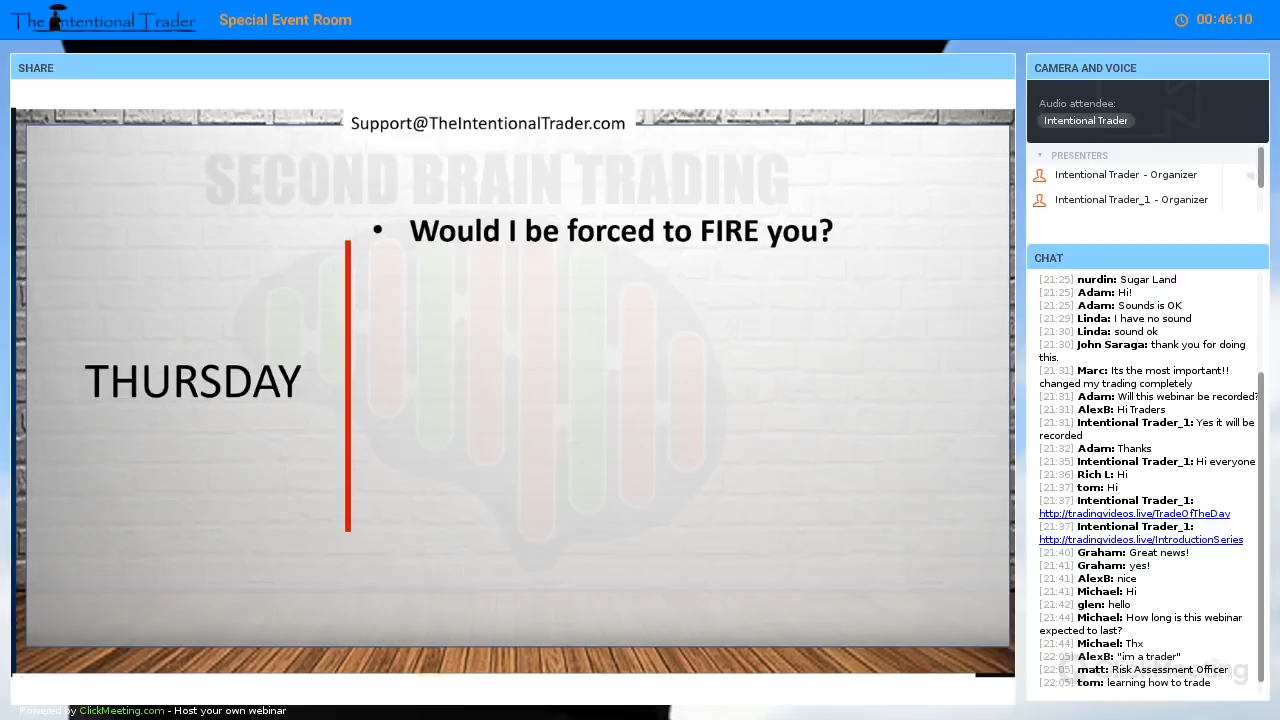 The Intentional Trader
Special Event Room
00:46:10
SHARE
Support@TheIntentionalTrader.com
SECOND BRAIN TRADING
• Would I be forced to FIRE you?
THURSDAY
CAMERA AND VOICE
Audio attendee:
Intentional Trader
PRESENTERS
Intentional Trader - Organizer
Intentional Trader_1 - Organizer
CHAT
[21:25] nurdin: Sugar Land
[21:25] Adam: Hi!
[21:25] Adam: Sounds is OK
[21:29] Linda: I have no sound
[21:30] Linda: sound ok
[21:30] John Saraga: thank you for doing
this.
[21:31] Marc: Its the most important!!
changed my trading completely
[21:31] Adam: Will this webinar be recorded?
[21:31] AlexB: Hi Traders
[21:31] Intentional Trader_1: Yes it will be
recorded
[21:32] Adam: Thanks
[21:35] Intentional Trader_1: Hi everyone
[21:36] Rich L: Hi
[21:37] tom: Hi
[21:37] Intentional Trader_1:
http://tradingvideos.live/TradeOfTheDay
[21:37] Intentional Trader_1:
http://tradingvideos.live/IntroductionSeries
[21:40] Graham: Great news!
[21:41] Graham: yes!
[21:41] AlexB: nice
[21:41] Michael: Hi
[21:42] glen: hello
[21:44] Michael: How long is this webinar
expected to last?
[21:44] Michael: Thx
[22:05] AlexB: "im a trader"
[22:05] matt: Risk Assessment Officer
[22:05] tom: learning how to trade
Powered by ClickMeeting.com - Host your own webinar